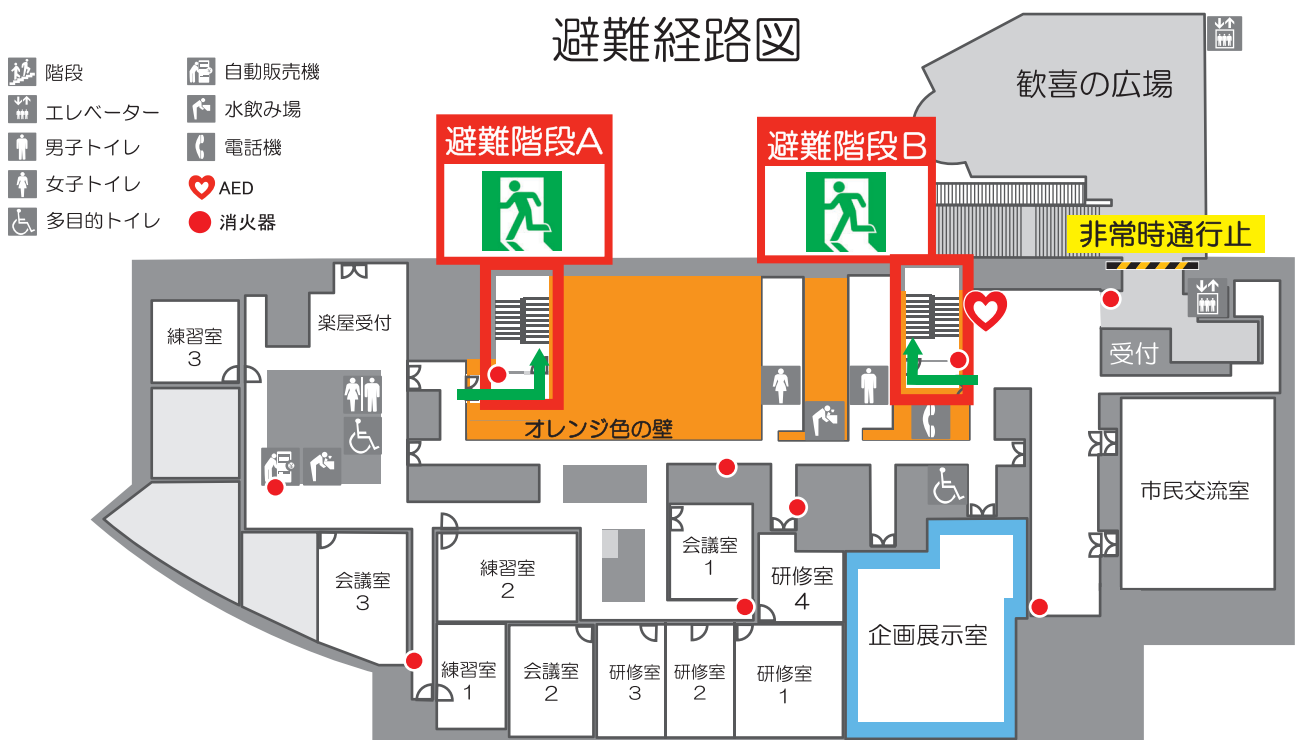 避難経路図
階段
エレベーター
男子トイレ
女子トイレ
多目的トイレ
自動販売機
水飲み場
電話機
AED
消火器
避難階段A
避難階段B
歓喜の広場
非常時通行止
練習室
3
楽屋受付
受付
オレンジ色の壁
市民交流室
会議室
3
練習室
2
会議室
1
研修室
4
企画展示室
練習室
1
会議室
2
研修室
3
研修室
2
研修室
1